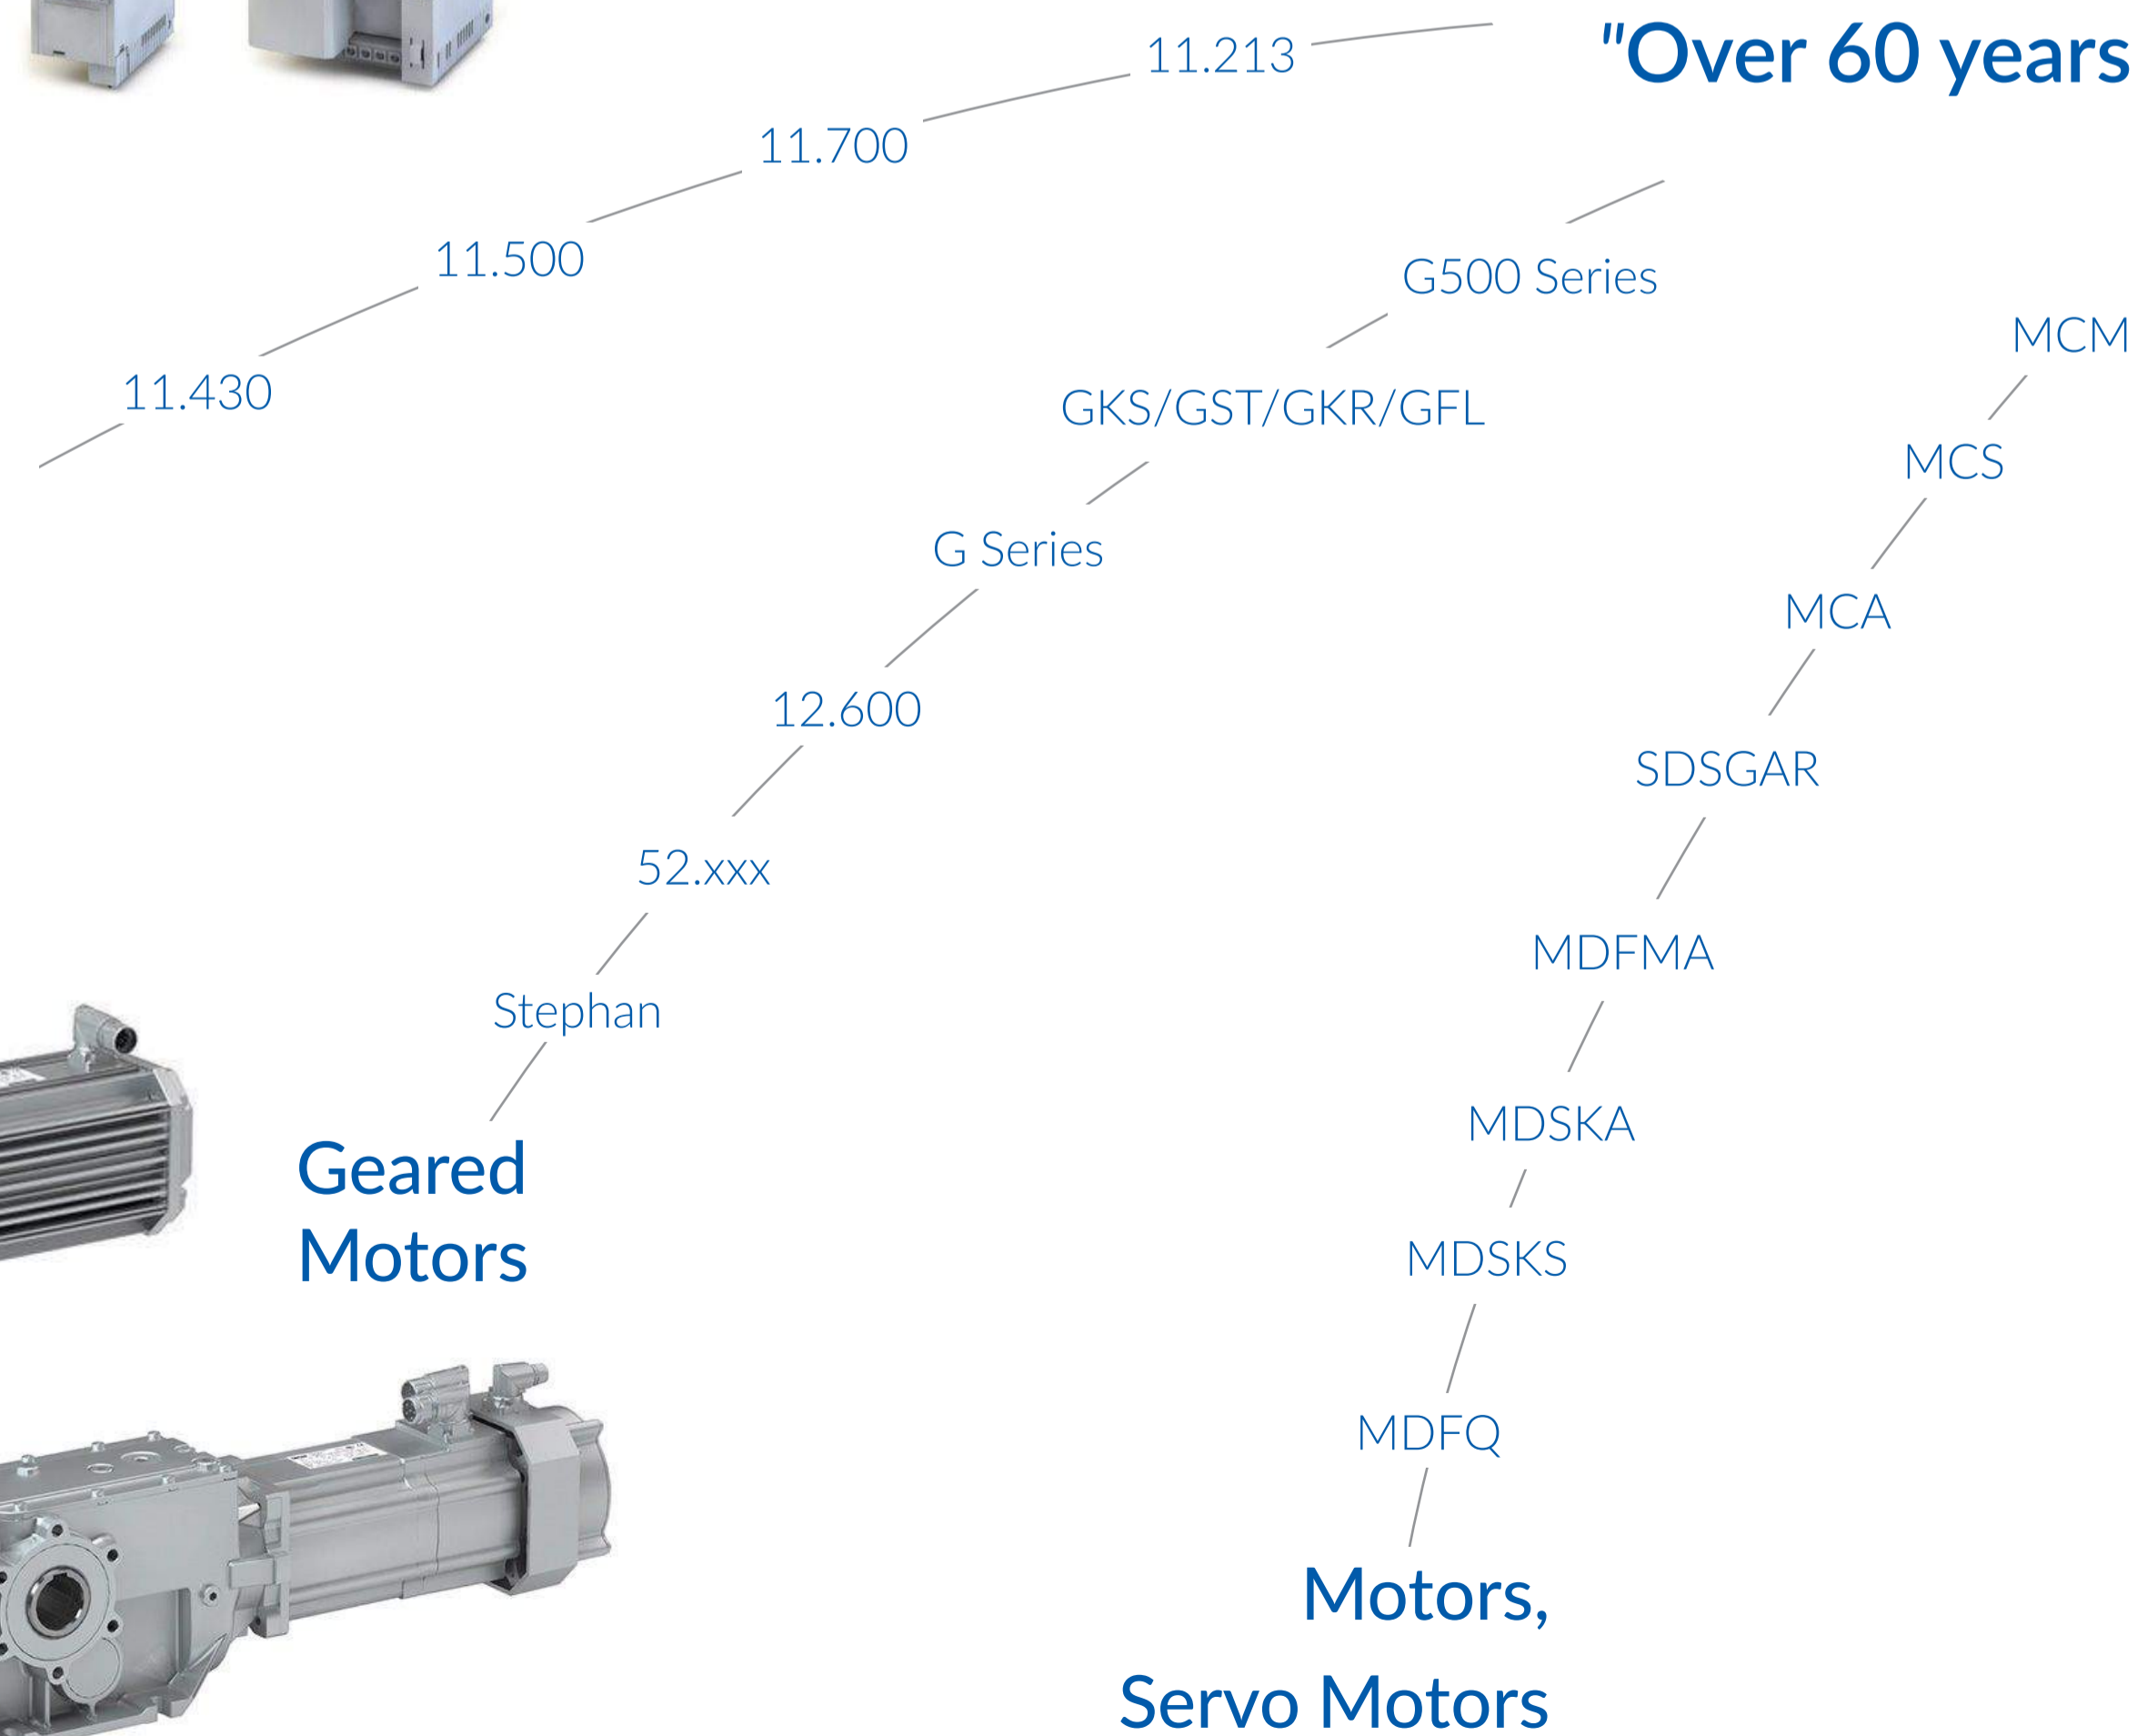 "Over 60 years
11.213
11.700
11.500
11.430
G500 Series
GKS/GST/GKR/GFL
G Series
12.600
52.xxx
Stephan
Geared
Motors
MCM
MCS
MCA
SDSGAR
MDFMA
MDSKA
MDSKS
MDFQ
Motors,
Servo Motors